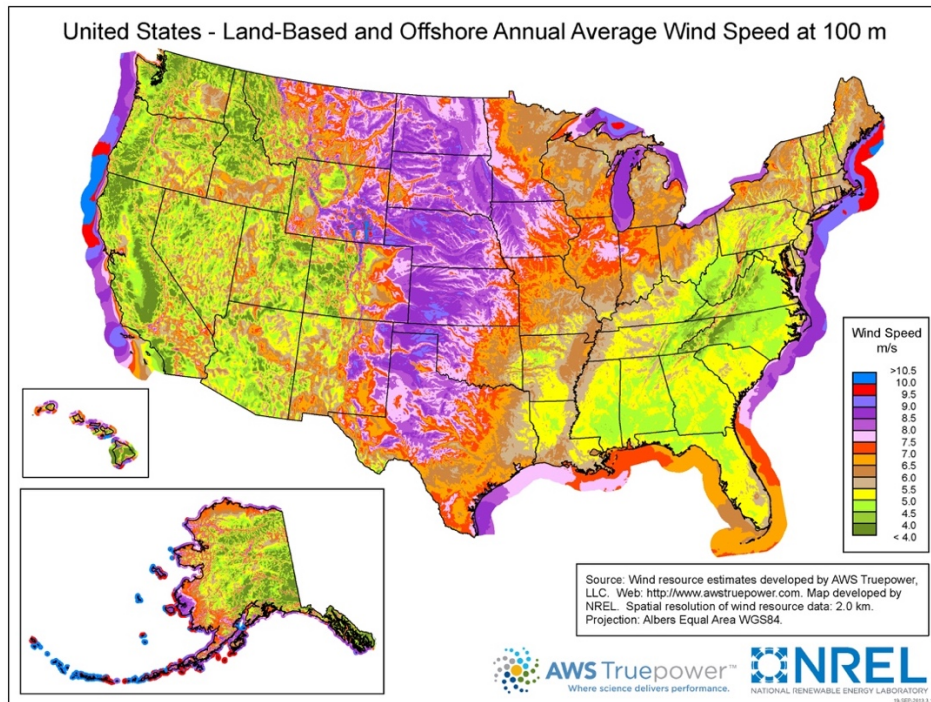 United States - Land-Based and Offshore Annual Average Wind Speed at 100 m
Wind Speed
m/s
>10.5
10.0
9.5
9.0
8.5
8.0
7.5
7.0
6.5
6.0
5.5
5.0
4.5
4.0
< 4.0
Source: Wind resource estimates developed by AWS Truepower,
LLC. Web: http://www.awstruepower.com. Map developed by
NREL. Spatial resolution of wind resource data: 2.0 km.
Projection: Albers Equal Area WGS84.
AWS Truepower™
Where science delivers performance.
NREL
NATIONAL RENEWABLE ENERGY LABORATORY